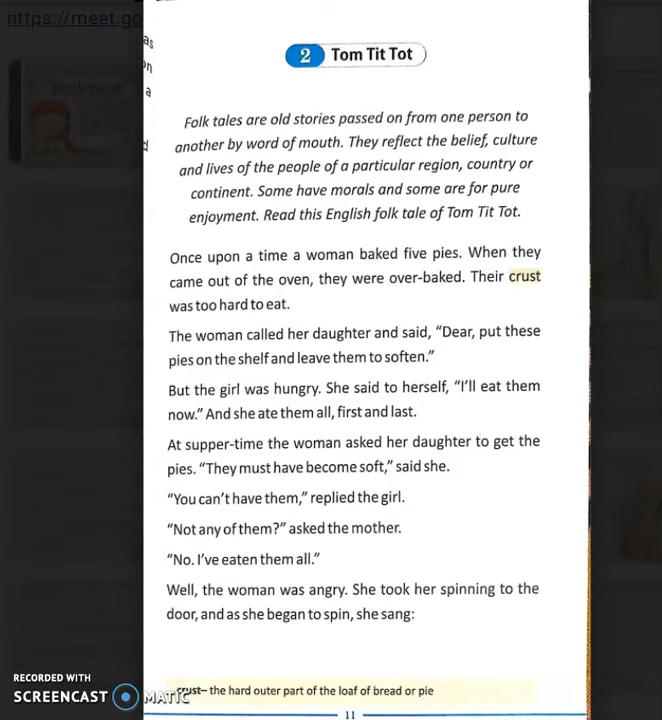 https://meet.go
as
on
a
d
2 Tom Tit Tot
Folk tales are old stories passed on from one person to
another by word of mouth. They reflect the belief, culture
and lives of the people of a particular region, country or
continent. Some have morals and some are for pure
enjoyment. Read this English folk tale of Tom Tit Tot.
Once upon a time a woman baked five pies. When they
came out of the oven, they were over-baked. Their crust
was too hard to eat.
The woman called her daughter and said, “Dear, put these
pies on the shelf and leave them to soften.”
But the girl was hungry. She said to herself, “I’ll eat them
now.” And she ate them all, first and last.
At supper-time the woman asked her daughter to get the
pies. “They must have become soft,” said she.
“You can’t have them,” replied the girl.
“Not any of them?” asked the mother.
“No. I’ve eaten them all.”
Well, the woman was angry. She took her spinning to the
door, and as she began to spin, she sang:
crust– the hard outer part of the loaf of bread or pie
11
RECORDED WITH
SCREENCAST MATIC